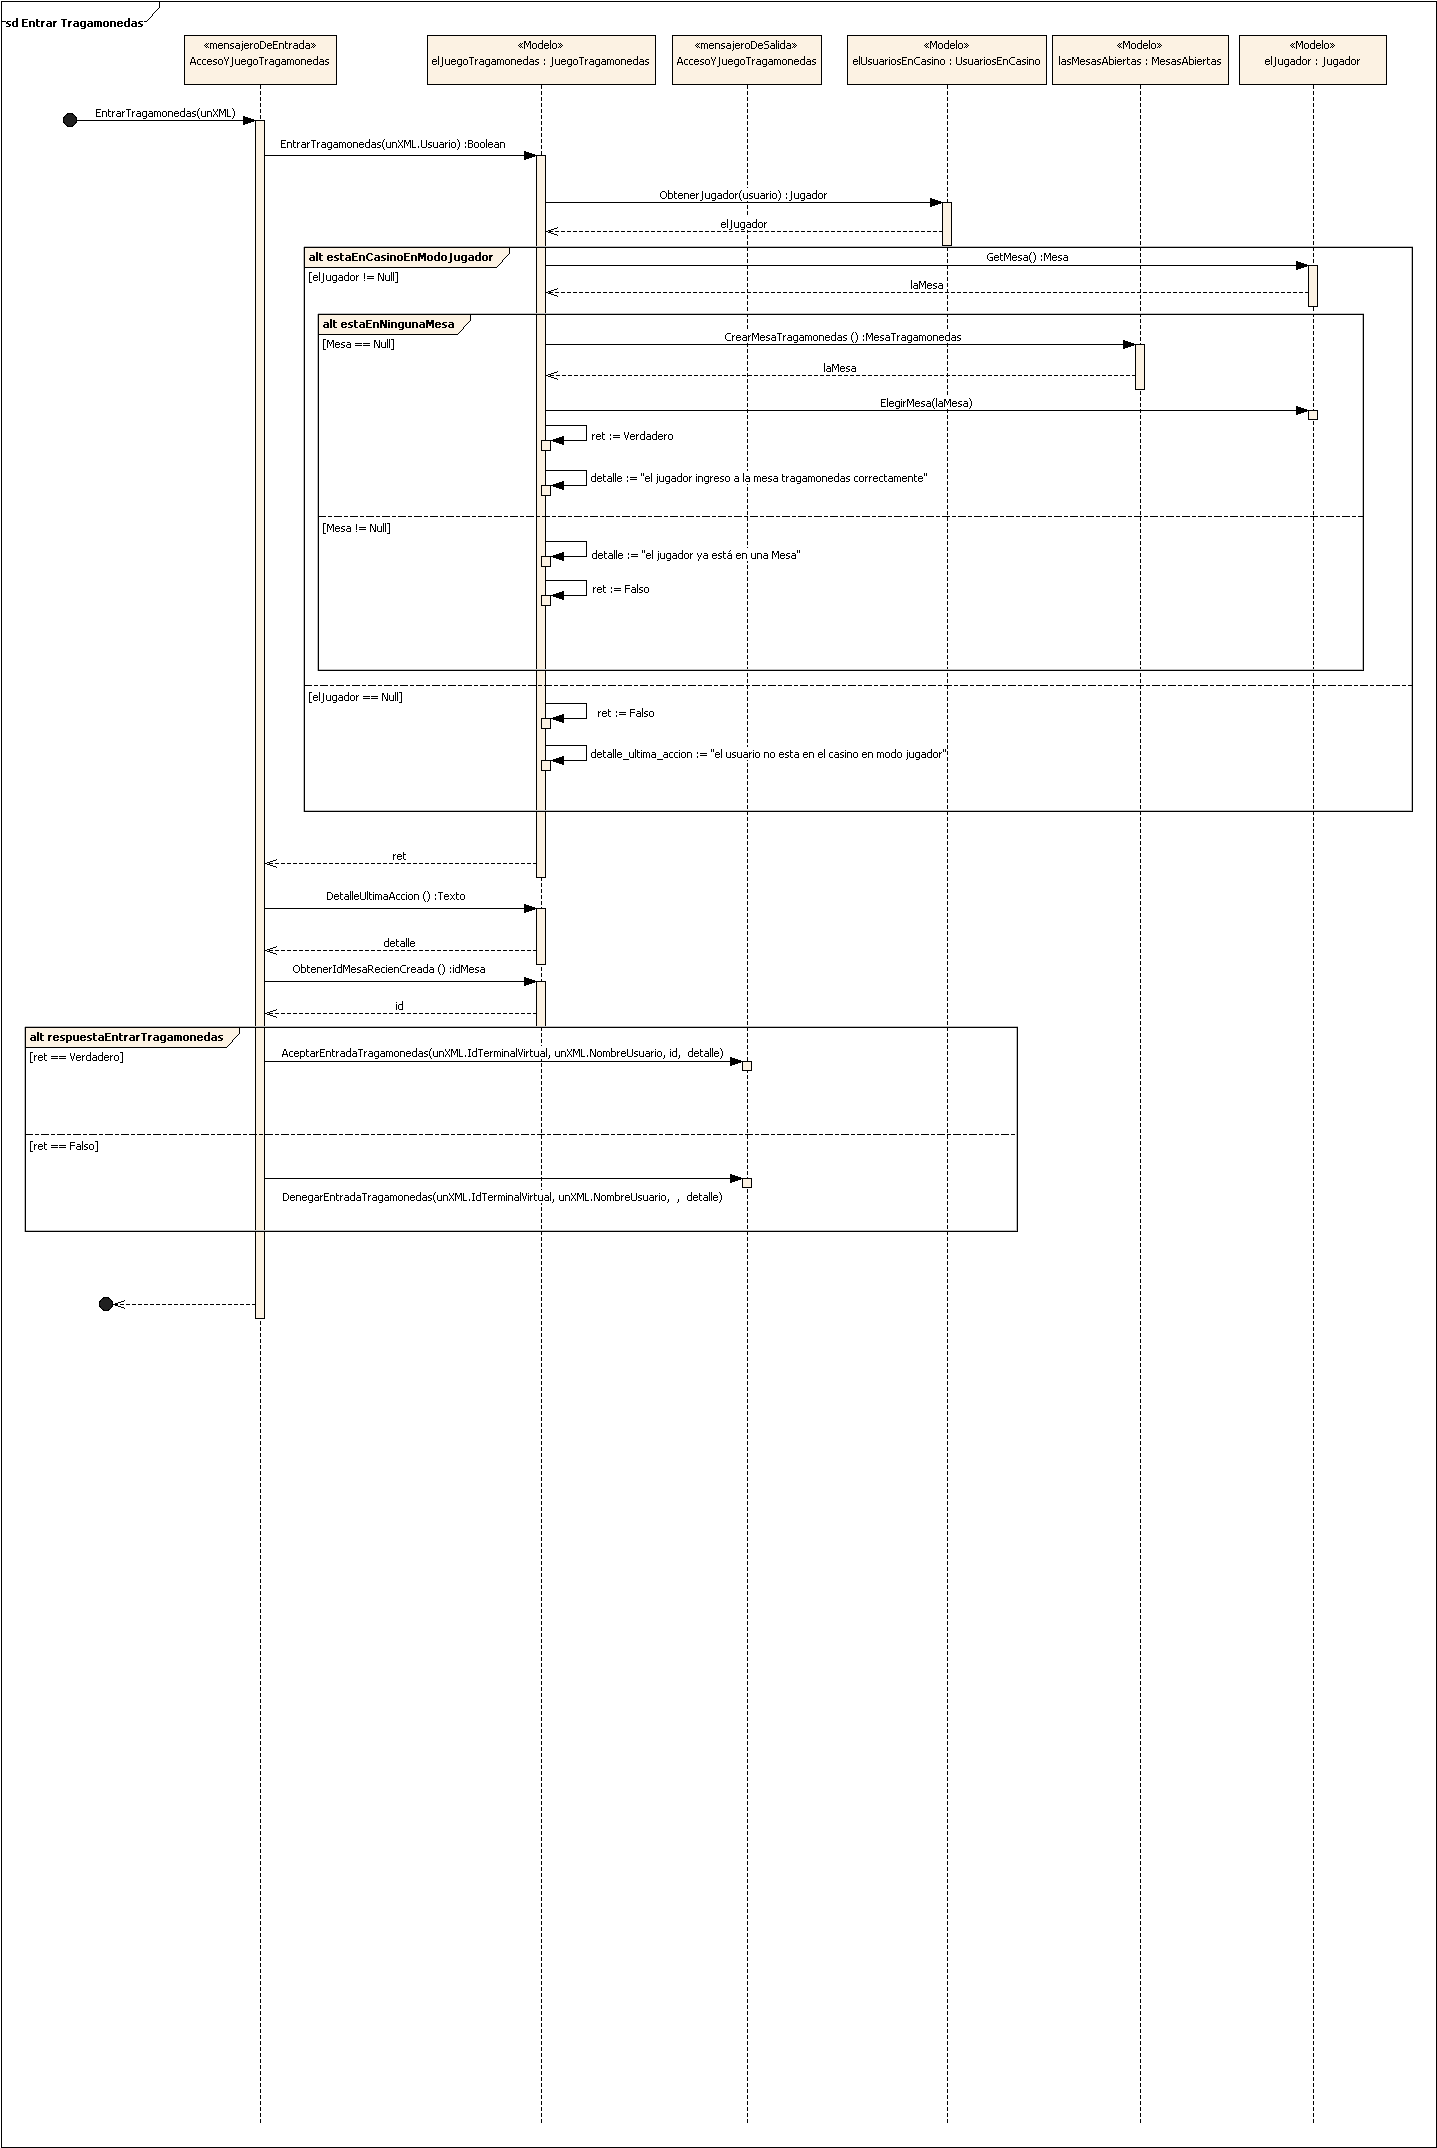 sd Entrar Tragamonedas
«mensajeroDeEntrada»
AccesoYJuegoTragamonedas
«Modelo»
elJuegoTragamonedas : JuegoTragamonedas
«mensajeroDeSalida»
AccesoYJuegoTragamonedas
«Modelo»
elUsuariosEnCasino : UsuariosEnCasino
«Modelo»
lasMesasAbiertas : MesasAbiertas
«Modelo»
elJugador : Jugador
EntrarTragamonedas(unXML)
EntrarTragamonedas(unXML.Usuario) :Boolean
ObtenerJugador(usuario) : Jugador
elJugador
alt estaEnCasinoEnModoJugador
GetMesa() :Mesa
[elJugador != Null]
laMesa
alt estaEnNingunaMesa
CrearMesaTragamonedas () :MesaTragamonedas
[Mesa == Null]
laMesa
ElegirMesa(laMesa)
ret := Verdadero
detalle := "el jugador ingreso a la mesa tragamonedas correctamente"
[Mesa != Null]
detalle := "el jugador ya está en una Mesa"
ret := Falso
[elJugador == Null]
ret := Falso
detalle_ultima_accion := "el usuario no esta en el casino en modo jugador"
ret
DetalleUltimaAccion () :Texto
detalle
ObtenerIdMesaRecienCreada () :idMesa
id
alt respuestaEntrarTragamonedas
[ret == Verdadero]
AceptarEntradaTragamonedas(unXML.IdTerminalVirtual, unXML.NombreUsuario, id,  detalle)
[ret == Falso]
DenegarEntradaTragamonedas(unXML.IdTerminalVirtual, unXML.NombreUsuario,  ,  detalle)